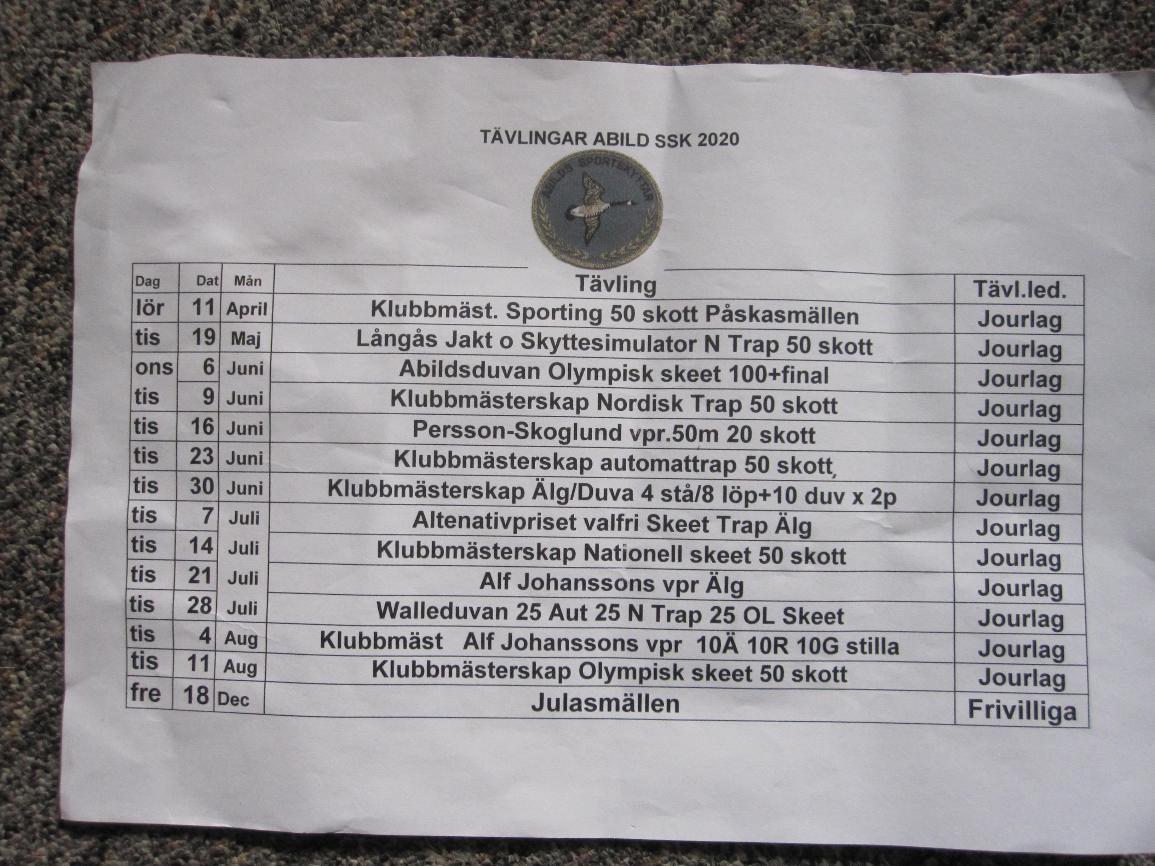 TÄVLINGAR ABILD SSK 2020
ABILDS SPORTSKYTTAR
Dag Dat Mån Tävling Tävl.led.
lör 11 April Klubbmäst. Sporting 50 skott Påskasmällen Jourlag
tis 19 Maj Långås Jakt o Skyttesimulator N Trap 50 skott Jourlag
ons 6 Juni Abildsduvan Olympisk skeet 100+final Jourlag
tis 9 Juni Klubbmästerskap Nordisk Trap 50 skott Jourlag
tis 16 Juni Persson-Skoglund vpr.50m 20 skott Jourlag
tis 23 Juni Klubbmästerskap automattrap 50 skott, Jourlag
tis 30 Juni Klubbmästerskap Älg/Duva 4 stå/8 löp+10 duv x 2p Jourlag
tis 7 Juli Altenativpriset valfri Skeet Trap Älg Jourlag
tis 14 Juli Klubbmästerskap Nationell skeet 50 skott Jourlag
tis 21 Juli Alf Johanssons vpr Älg Jourlag
tis 28 Juli Walleduvan 25 Aut 25 N Trap 25 OL Skeet Jourlag
tis 4 Aug Klubbmäst Alf Johanssons vpr 10Ä 10R 10G stilla Jourlag
tis 11 Aug Klubbmästerskap Olympisk skeet 50 skott Jourlag
fre 18 Dec Julasmällen Frivilliga